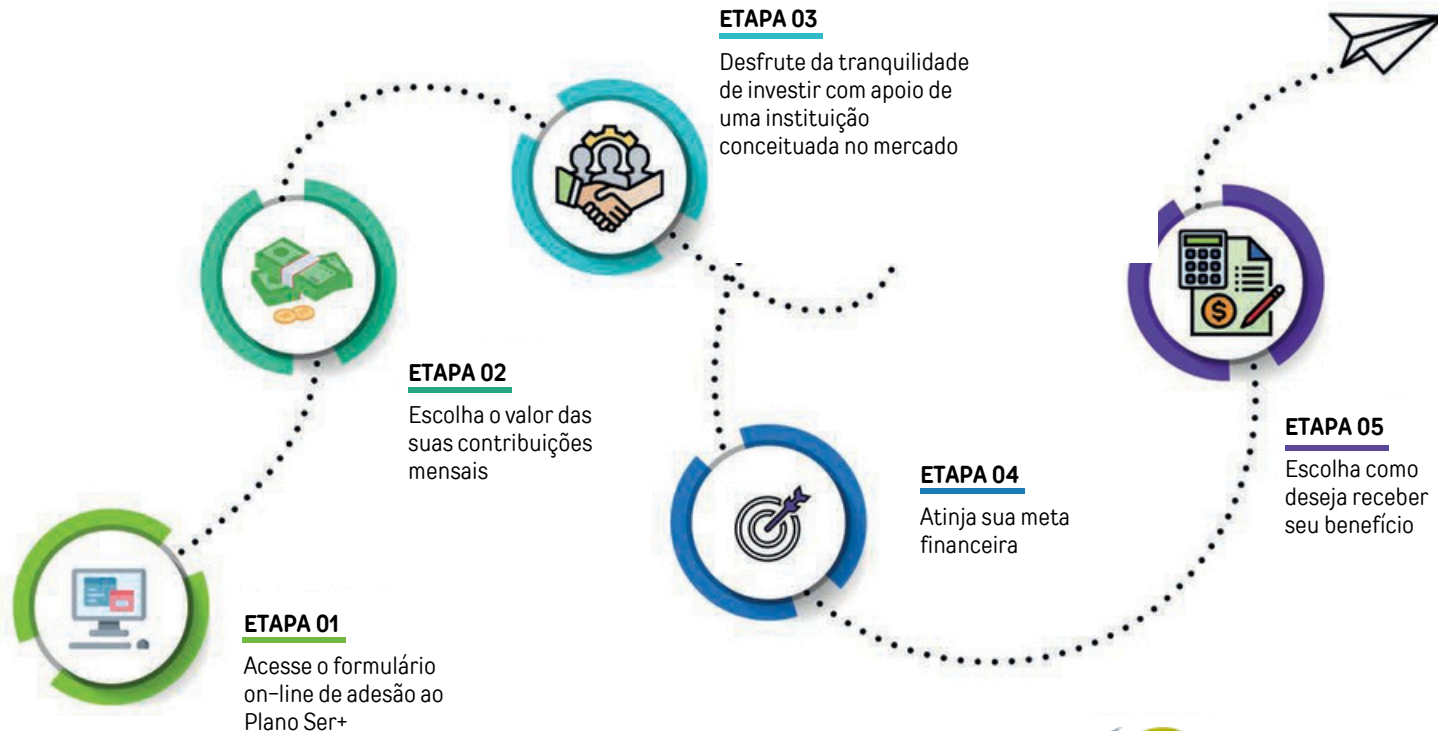 ETAPA 01
Acesse o formulário
on-line de adesão ao
Plano Ser+
ETAPA 02
Escolha o valor das
suas contribuições
mensais
ETAPA 03
Desfrute da tranquilidade
de investir com apoio de
uma instituição
conceituada no mercado
ETAPA 04
Atinja sua meta
financeira
ETAPA 05
Escolha como
deseja receber
seu benefício